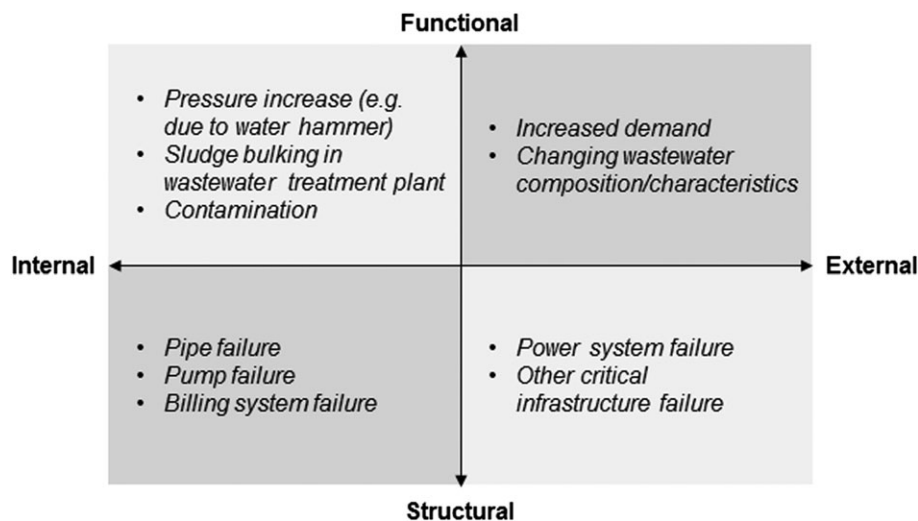 Functional
• Pressure increase (e.g.
due to water hammer)
• Sludge bulking in
wastewater treatment plant
• Contamination
• Increased demand
• Changing wastewater
composition/characteristics
Internal
External
• Pipe failure
• Pump failure
• Billing system failure
• Power system failure
• Other critical
infrastructure failure
Structural